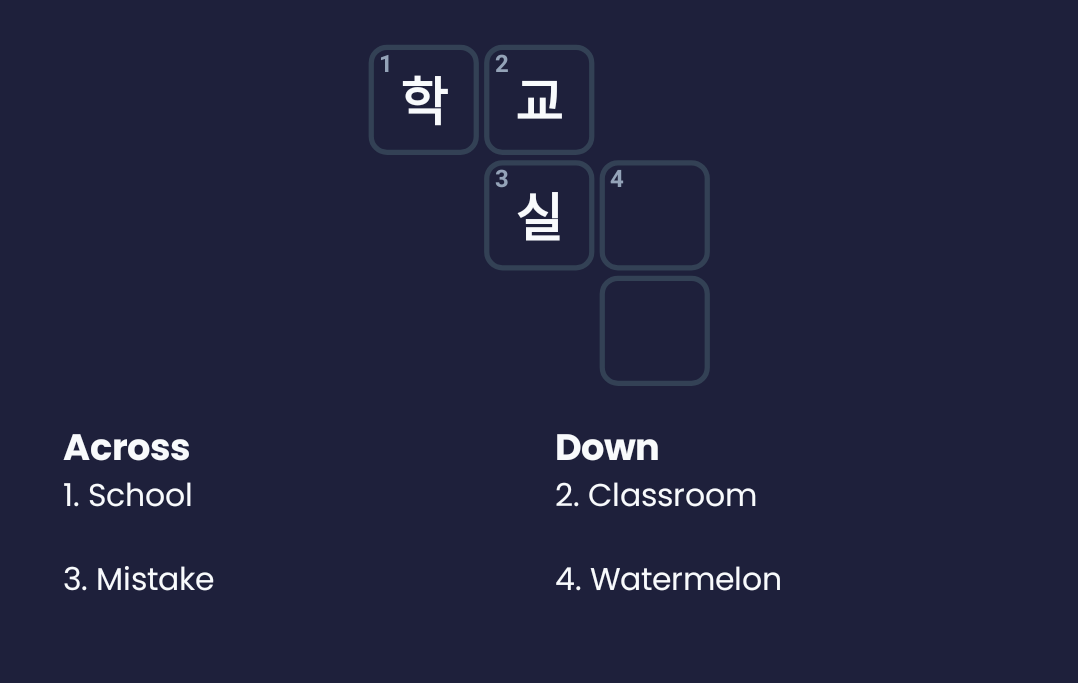 1 학 2 교
3 실 4
Across
1. School
3. Mistake
Down
2. Classroom
4. Watermelon